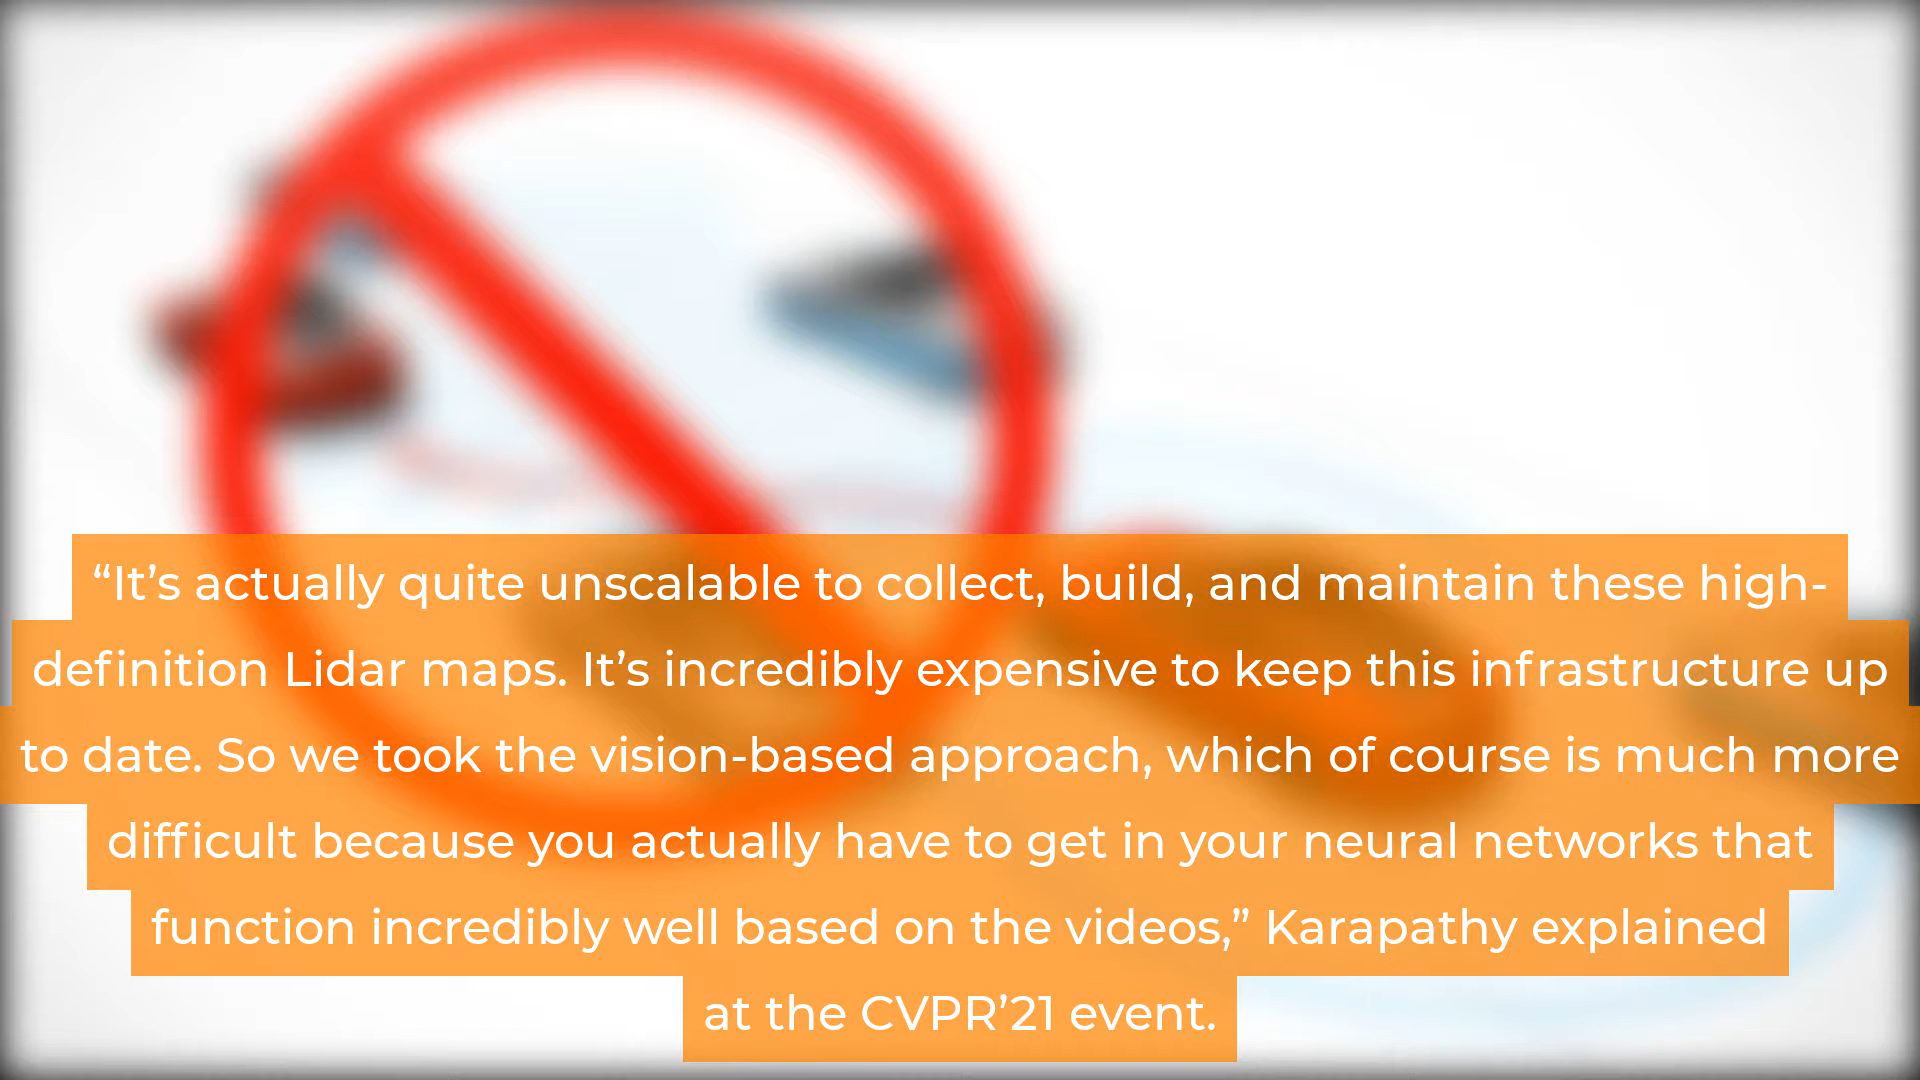 “It’s actually quite unscalable to collect, build, and maintain these high-
definition Lidar maps. It’s incredibly expensive to keep this infrastructure up
to date. So we took the vision-based approach, which of course is much more
difficult because you actually have to get in your neural networks that
function incredibly well based on the videos,” Karapathy explained
at the CVPR’21 event.